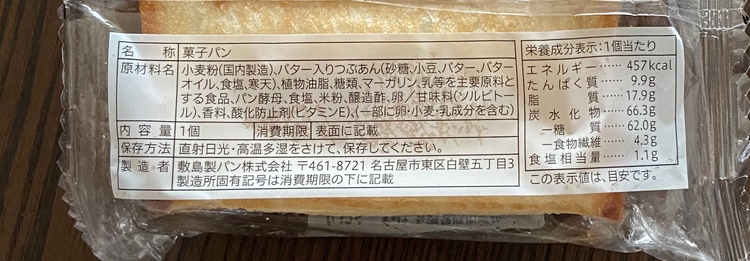 名 称 菓子パン
原材料名 小麦粉(国内製造)、バター入りつぶあん(砂糖、小豆、バター、バター
オイル、食塩、寒天)、植物油脂、糖類、マーガリン、乳等を主要原料と
する食品、パン酵母、食塩、米粉、醸造酢、卵/甘味料(ソルビトー
ル)、香料、酸化防止剤(ビタミンE)、(一部に卵・小麦・乳成分を含む)
内容量 1個 消費期限 表面に記載
保存方法 直射日光・高温多湿をさけて、保存してください。
製造者 敷島製パン株式会社 〒461-8721 名古屋市東区白壁五丁目3
製造所固有記号は消費期限の下に記載
栄養成分表示:1個当たり
エネルギー……457kcal
たんぱく質……9.9g
脂質……17.9g
炭水化物……66.3g
―糖質……62.0g
―食物繊維……4.3g
食塩相当量……1.1g
この表示値は、目安です。